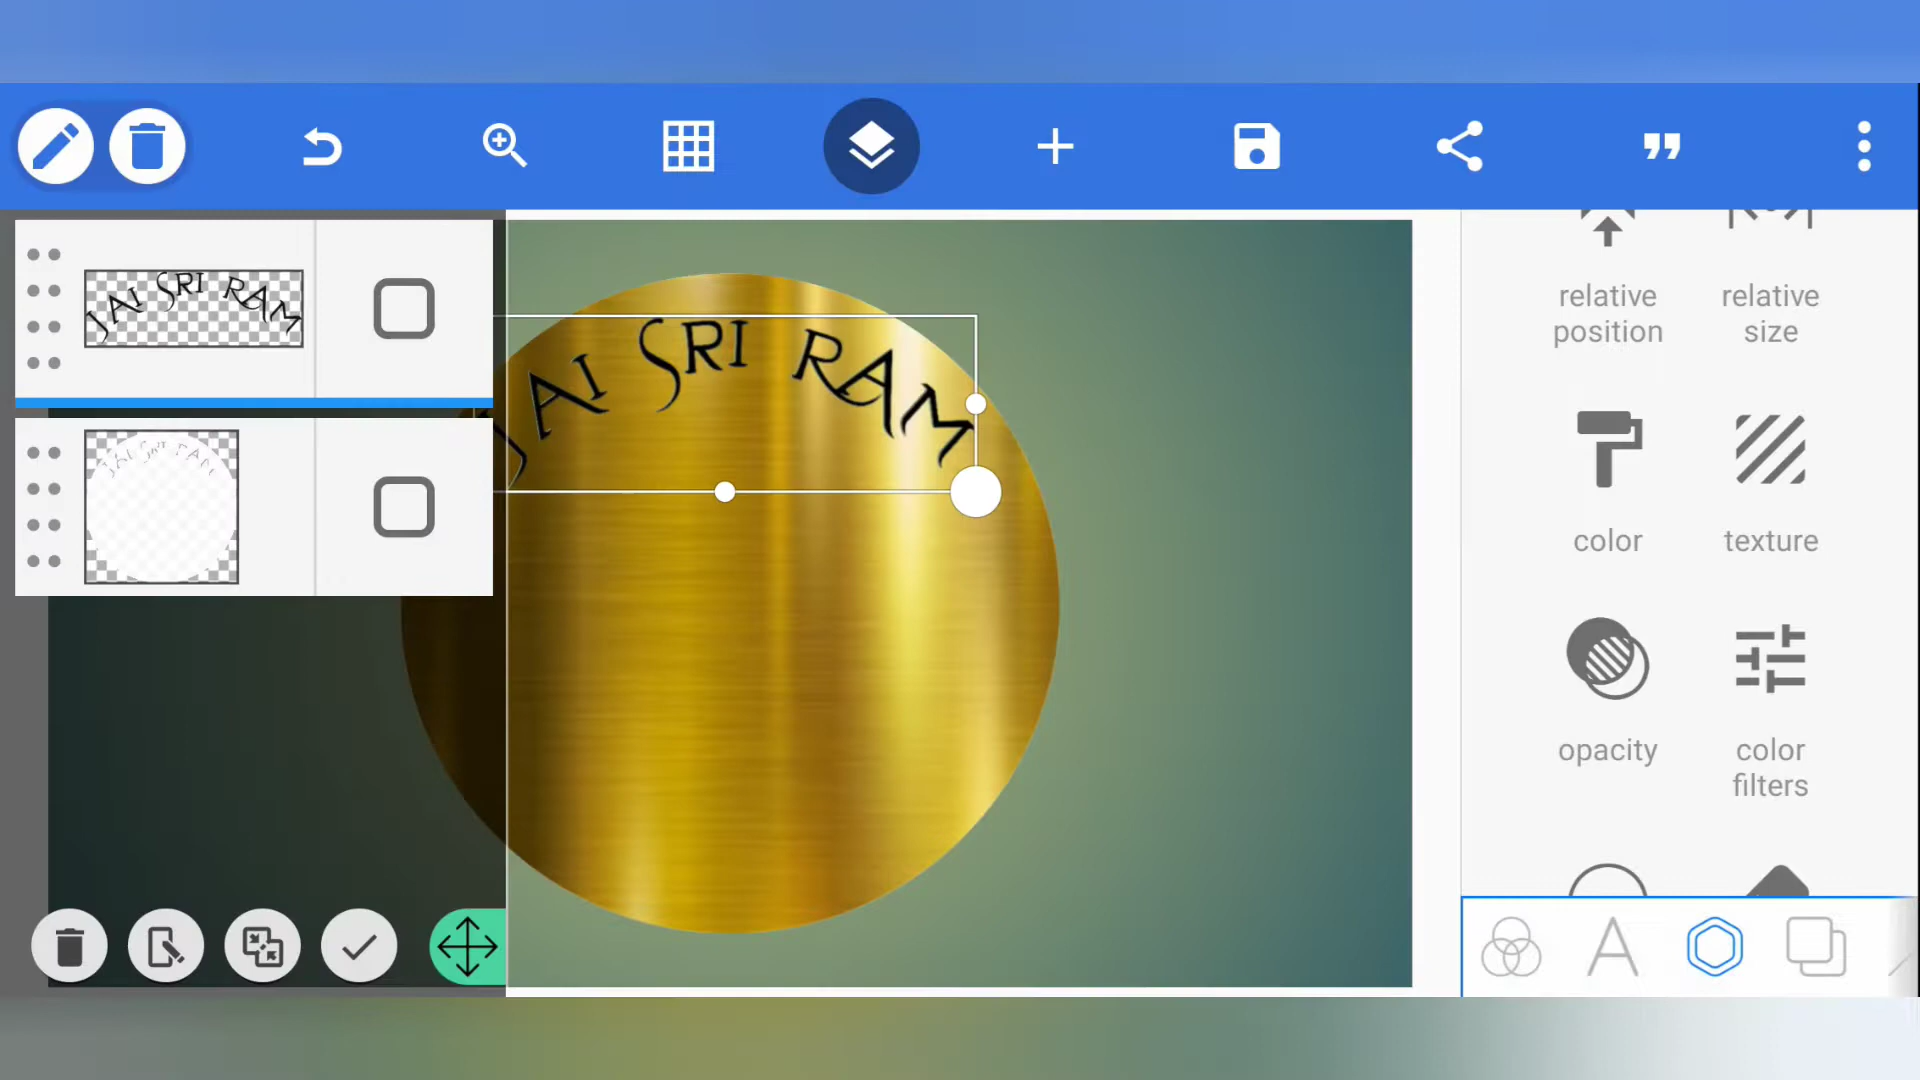 JAI SRI RAM
JAI SRI RAM
JAI SRI RAM
relative position
relative size
color
texture
opacity
color filters